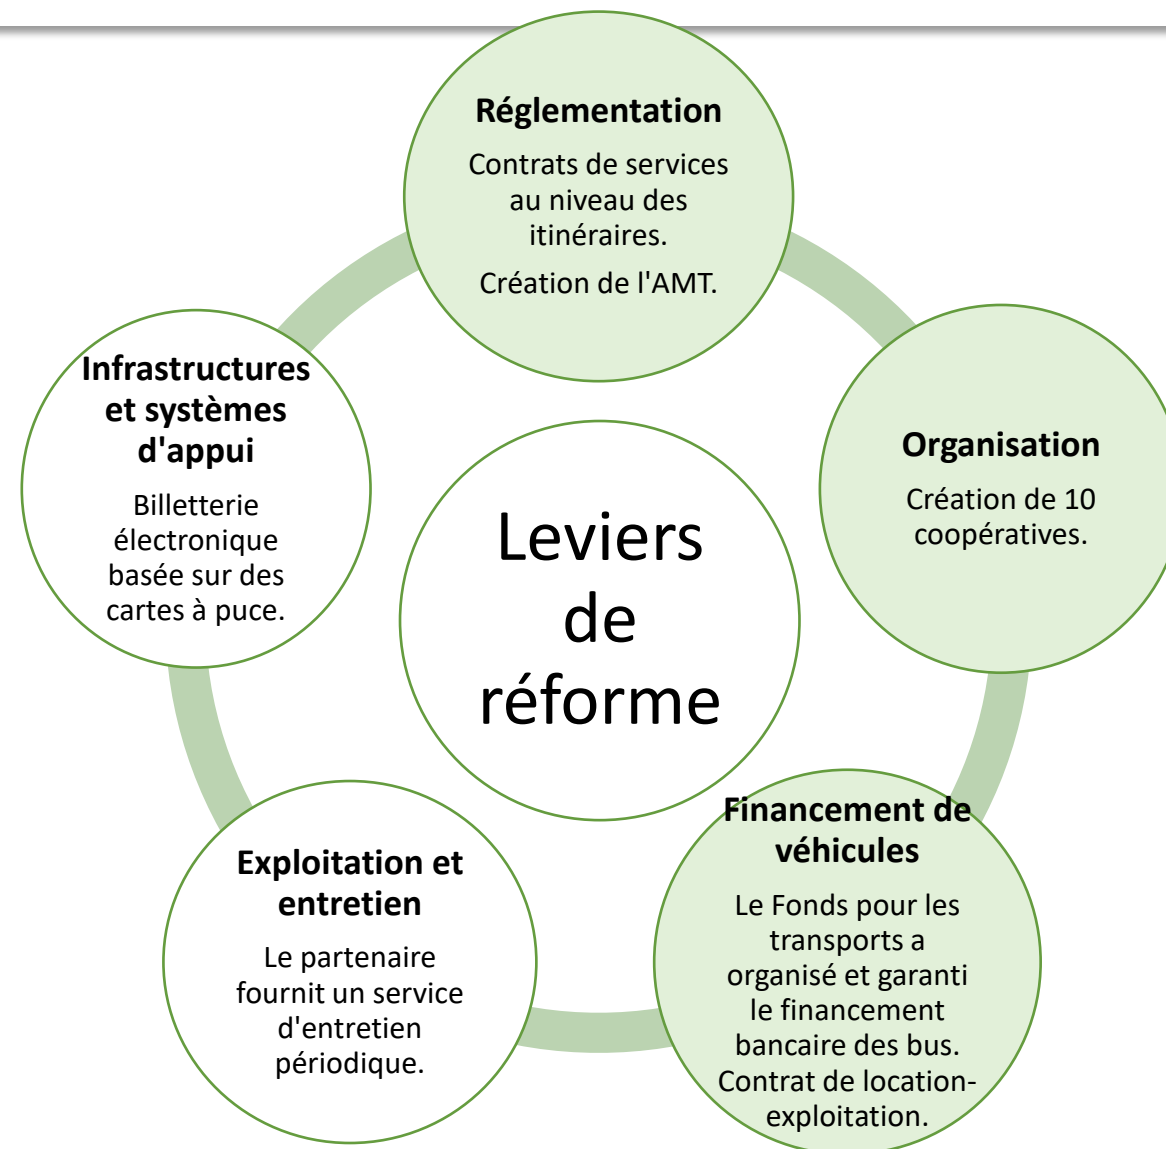 Réglementation
Contrats de services
au niveau des
itinéraires.
Création de l'AMT.
Organisation
Création de 10
coopératives.
Financement de
véhicules
Le Fonds pour les
transports a
organisé et garanti
le financement
bancaire des bus.
Contrat de location-
exploitation.
Exploitation et
entretien
Le partenaire
fournit un service
d'entretien
périodique.
Infrastructures
et systèmes
d'appui
Billetterie
électronique
basée sur des
cartes à puce.
Leviers
de
réforme